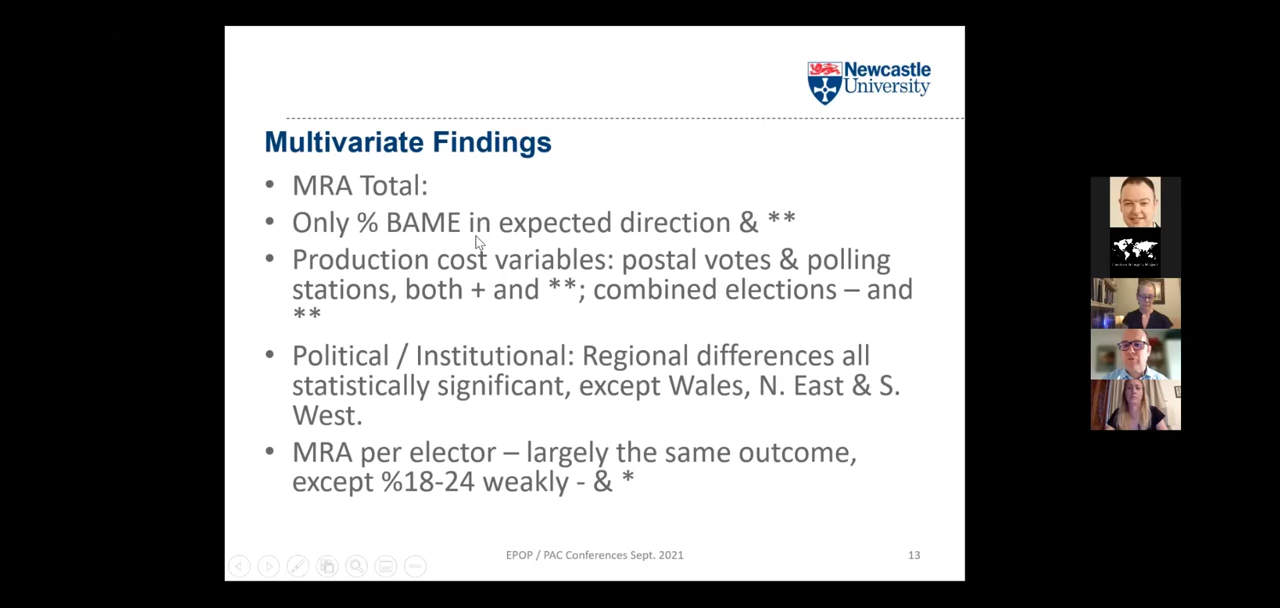 Newcastle
University
Multivariate Findings
• MRA Total:
• Only % BAME in expected direction & **
• Production cost variables: postal votes & polling
stations, both + and **; combined elections – and
**
• Political / Institutional: Regional differences all
statistically significant, except Wales, N. East & S.
West.
• MRA per elector – largely the same outcome,
except %18-24 weakly - & *
EPOP / PAC Conferences Sept. 2021
13